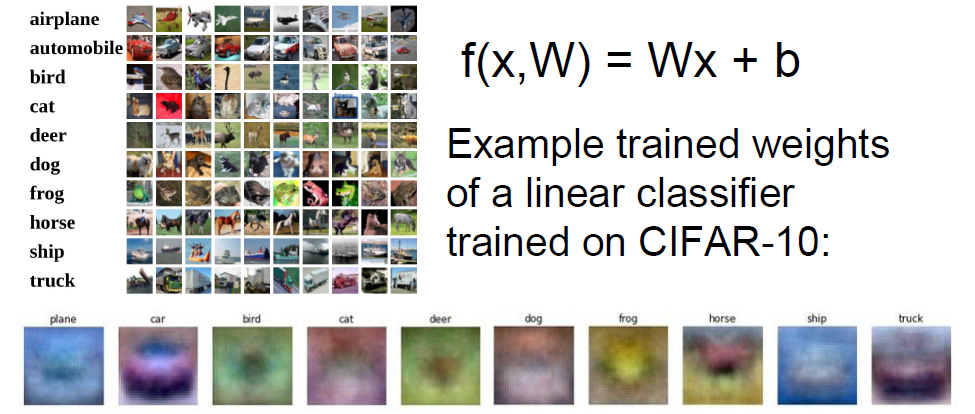 airplane
automobile
bird
cat
deer
dog
frog
horse
ship
truck
f(x,W) = Wx + b
Example trained weights
of a linear classifier
trained on CIFAR-10:
plane car bird cat deer dog frog horse ship truck